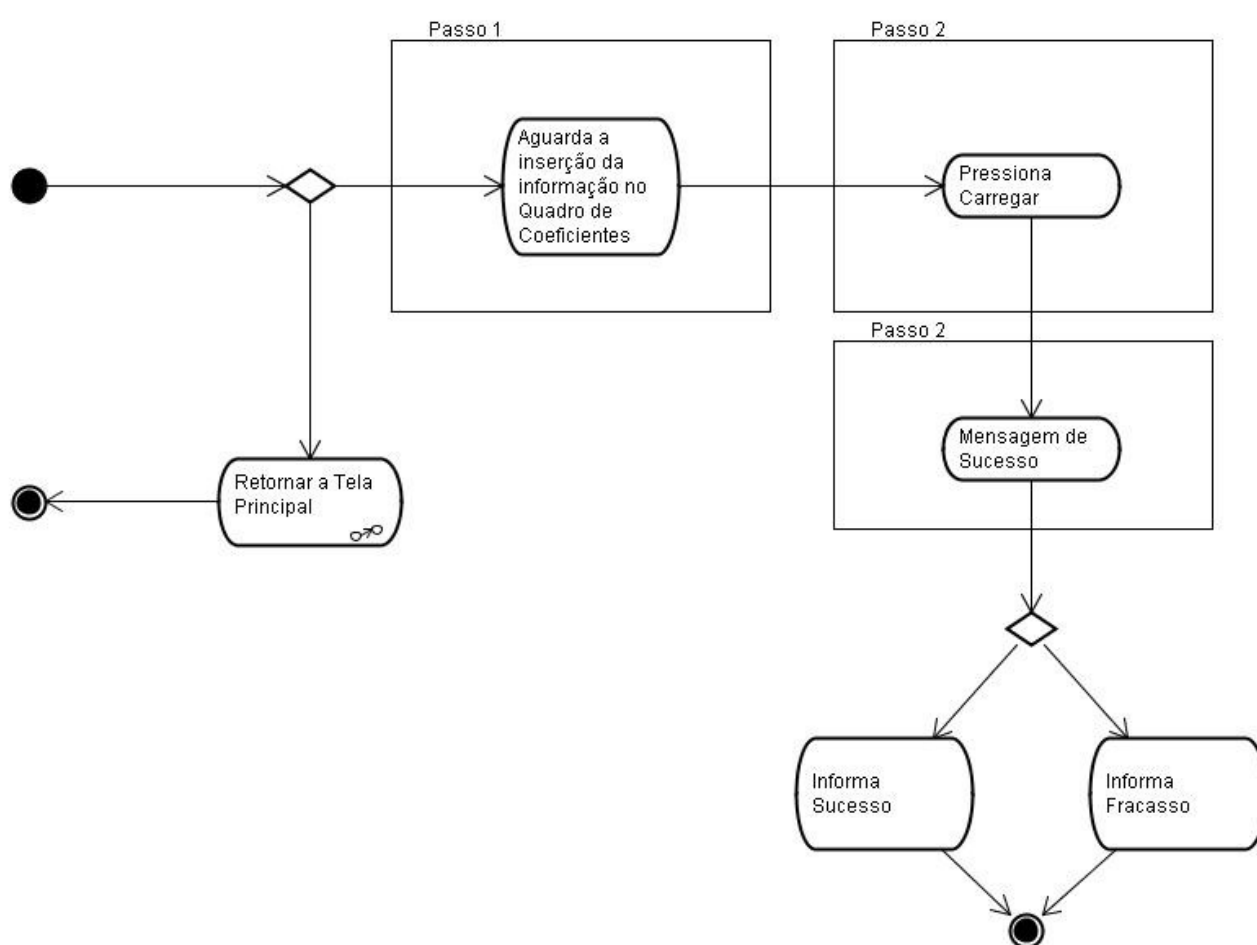 Passo 1
Aguarda a
inserção da
informação no
Quadro de
Coeficientes
Passo 2
Pressiona
Carregar
Passo 2
Mensagem de
Sucesso
Retornar a Tela
Principal
Informa
Sucesso
Informa
Fracasso